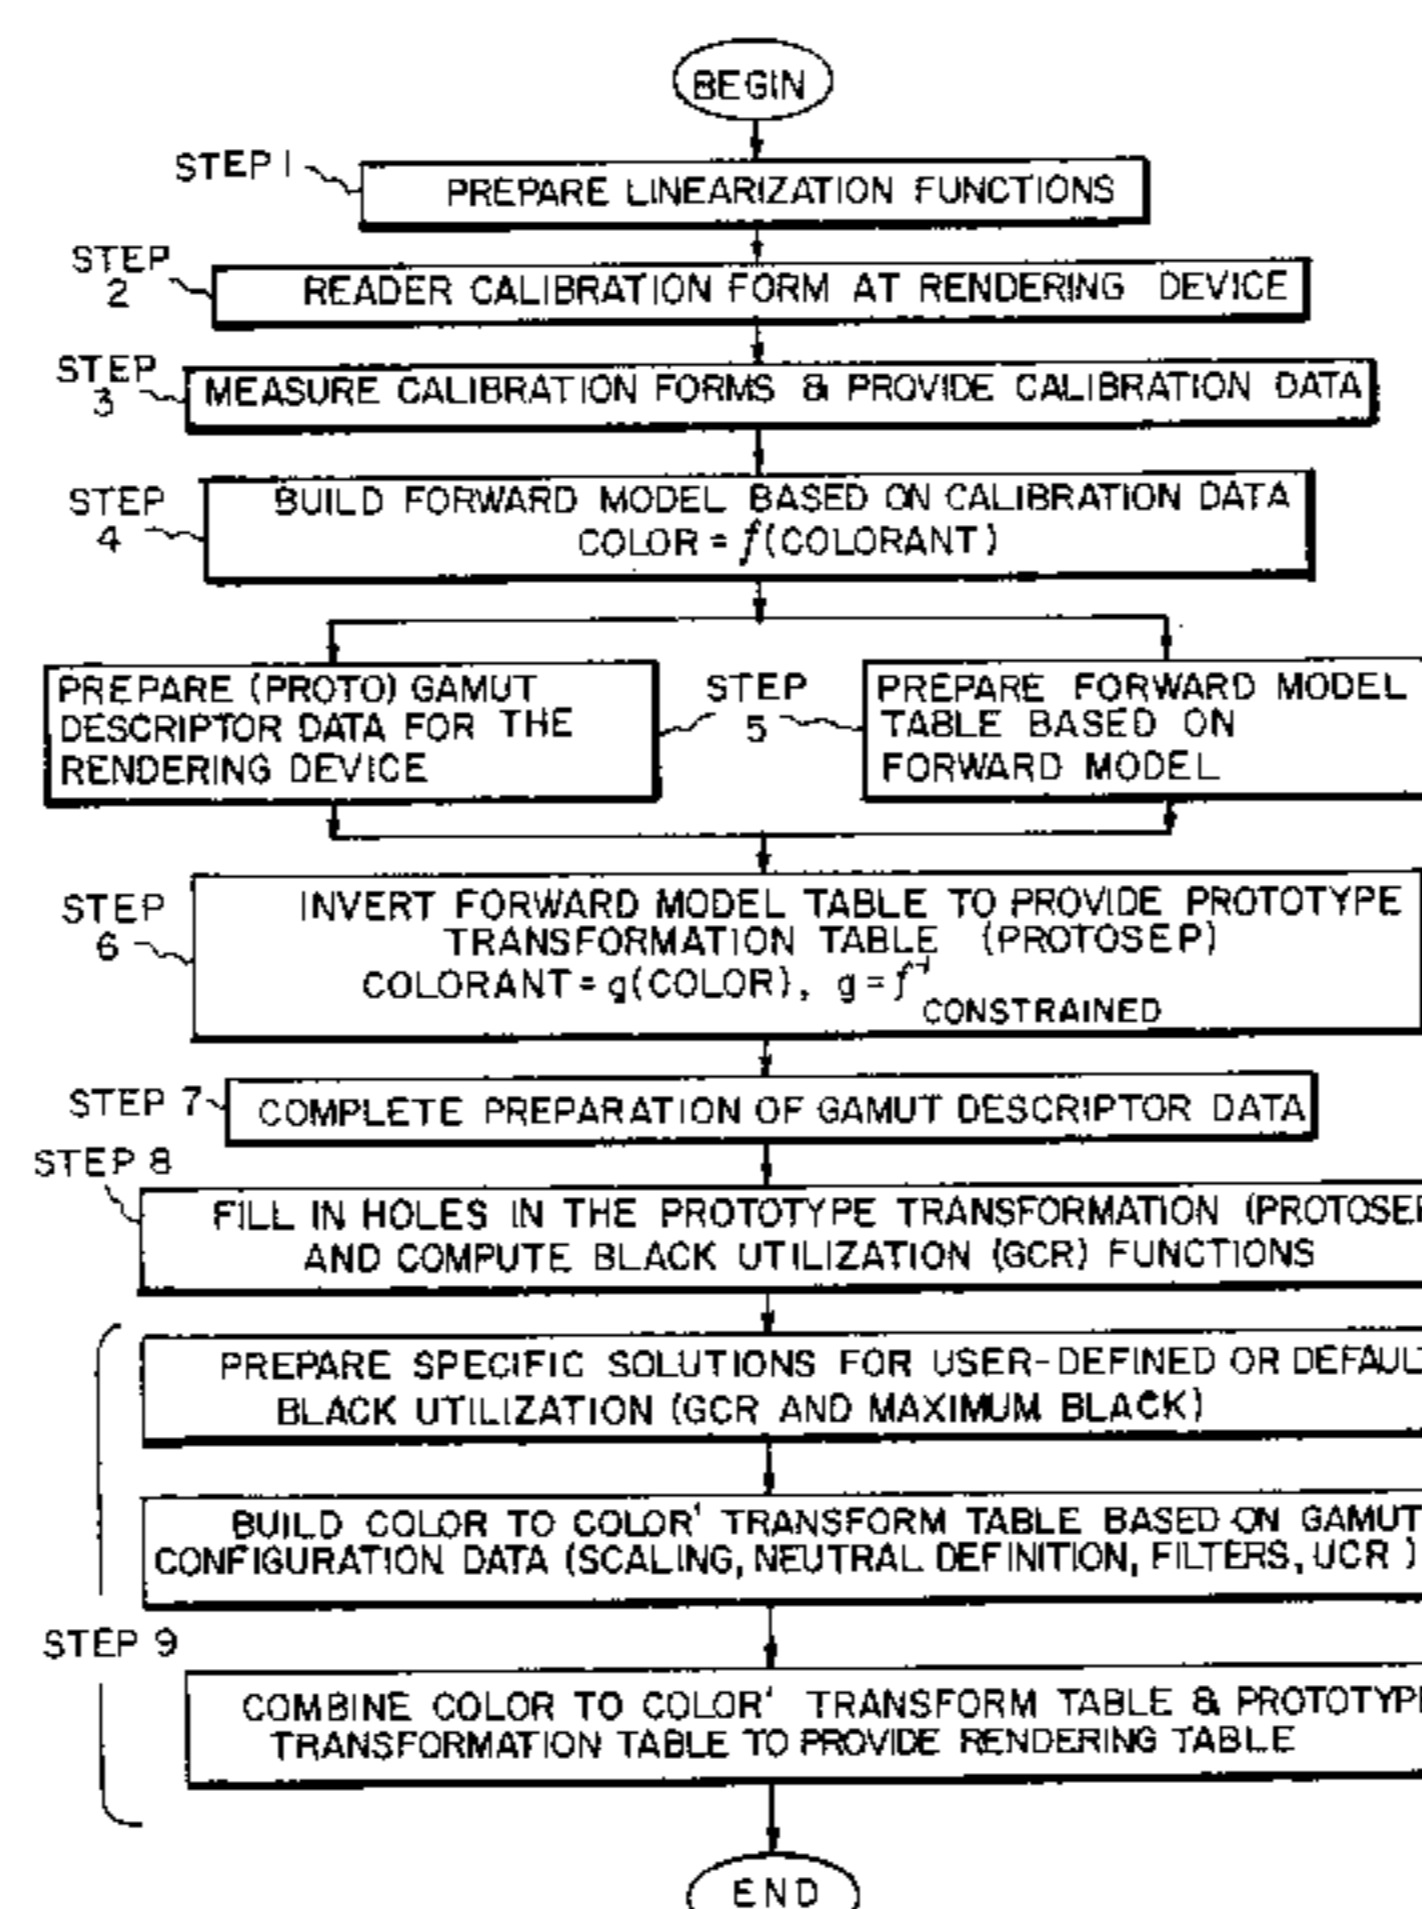 BEGIN
STEP 1
PREPARE LINEARIZATION FUNCTIONS
STEP
2
READER CALIBRATION FORM AT RENDERING DEVICE
STEP
3
MEASURE CALIBRATION FORMS & PROVIDE CALIBRATION DATA
STEP
4
BUILD FORWARD MODEL BASED ON CALIBRATION DATA
COLOR = f(COLORANT)
PREPARE (PROTO) GAMUT
DESCRIPTOR DATA FOR THE
RENDERING DEVICE
STEP
5
PREPARE FORWARD MODEL
TABLE BASED ON
FORWARD MODEL
STEP
6
INVERT FORWARD MODEL TABLE TO PROVIDE PROTOTYPE
TRANSFORMATION TABLE (PROTOSEP)
COLORANT = g(COLOR), g = f⁻¹
CONSTRAINED
STEP 7
COMPLETE PREPARATION OF GAMUT DESCRIPTOR DATA
STEP 8
FILL IN HOLES IN THE PROTOTYPE TRANSFORMATION (PROTOSEP
AND COMPUTE BLACK UTILIZATION (GCR) FUNCTIONS
PREPARE SPECIFIC SOLUTIONS FOR USER-DEFINED OR DEFAULT
BLACK UTILIZATION (GCR AND MAXIMUM BLACK)
BUILD COLOR TO COLOR' TRANSFORM TABLE BASED ON GAMUT
CONFIGURATION DATA (SCALING, NEUTRAL DEFINITION, FILTERS, UCR)
STEP 9
COMBINE COLOR TO COLOR' TRANSFORM TABLE & PROTOTYPE
TRANSFORMATION TABLE TO PROVIDE RENDERING TABLE
END